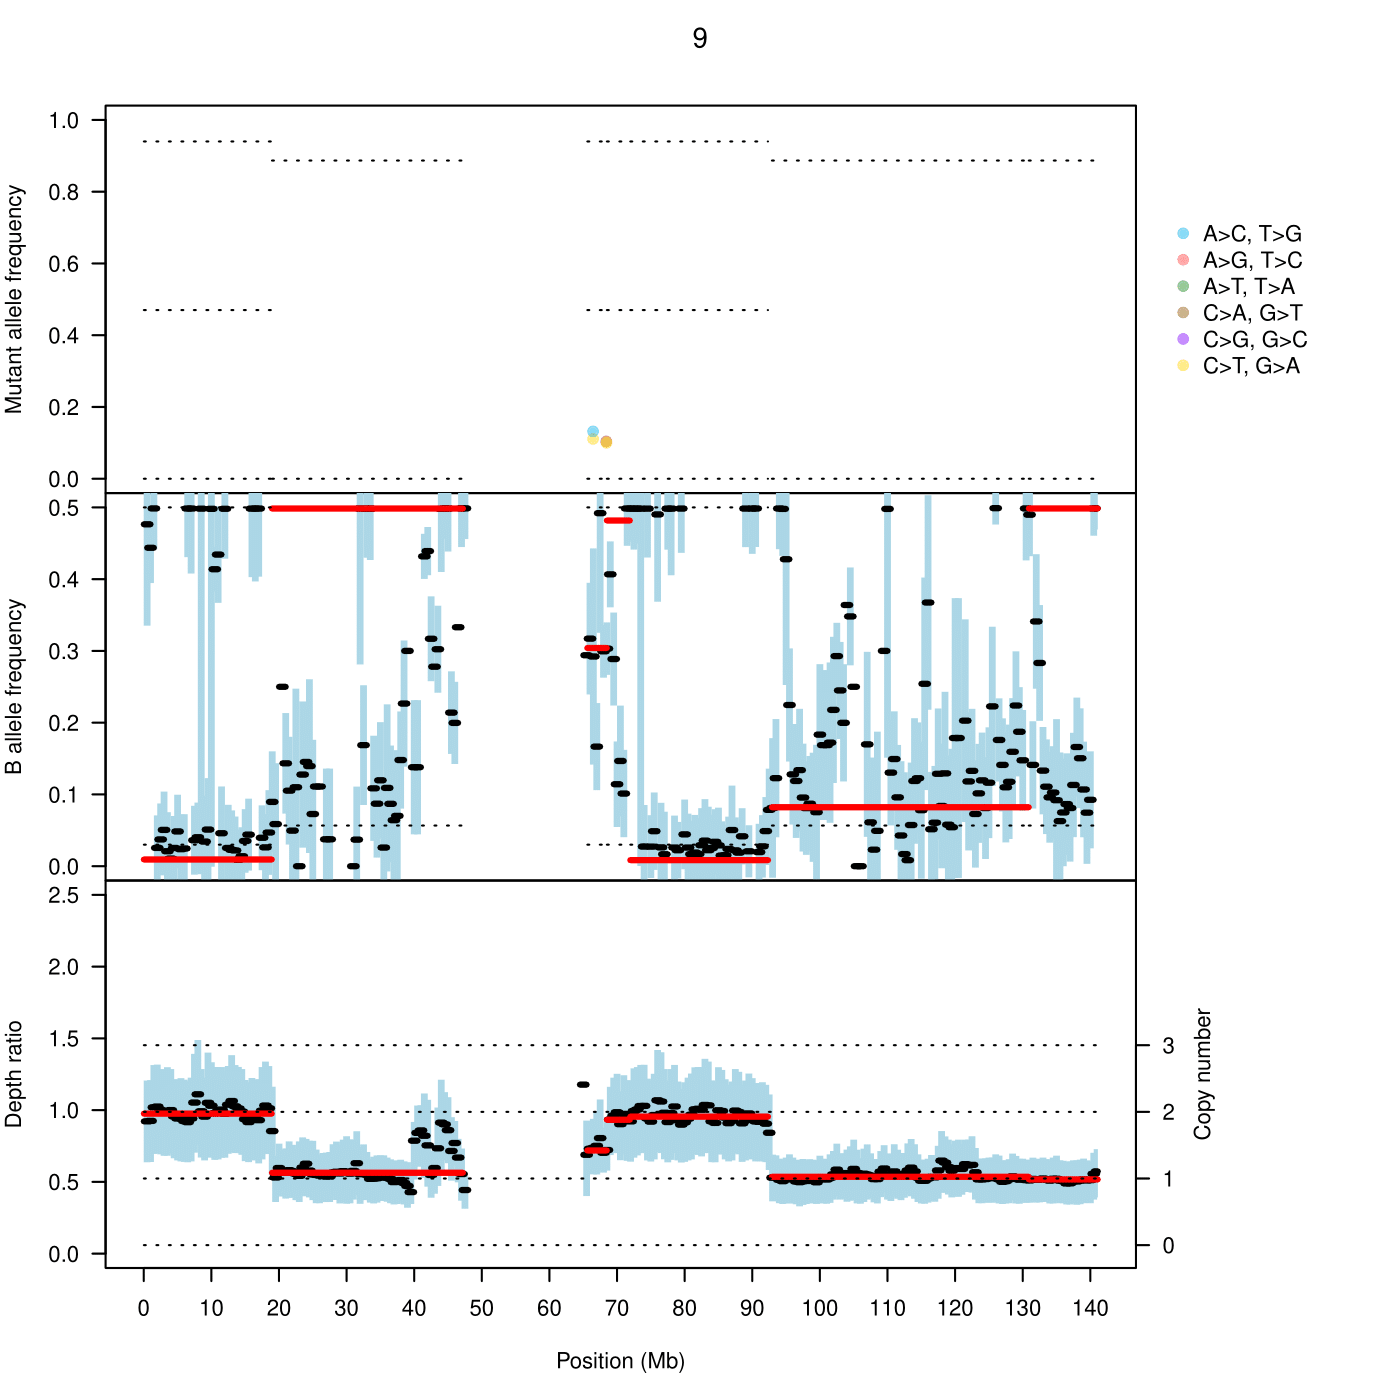 9
Mutant allele frequency
1.0
0.8
0.6
0.4
0.2
0.0
A>C, T>G
A>G, T>C
A>T, T>A
C>A, G>T
C>G, G>C
C>T, G>A
B allele frequency
0.5
0.4
0.3
0.2
0.1
0.0
Depth ratio
2.5
2.0
1.5
1.0
0.5
0.0
3
2
1
0
Copy number
0 10 20 30 40 50 60 70 80 90 100 110 120 130 140
Position (Mb)